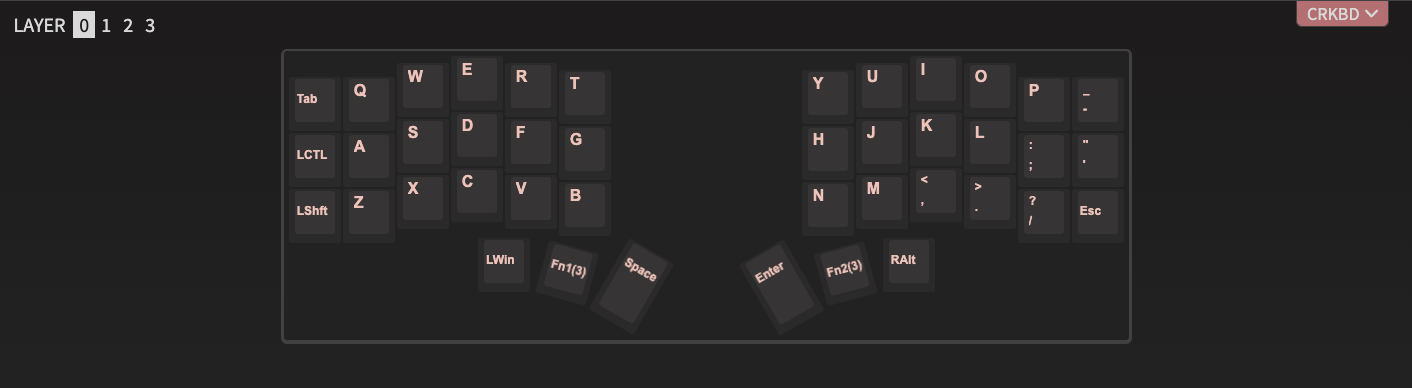 LAYER 0 1 2 3
CRKBD
Tab Q W E R T Y U I O P _ -
LCTL A S D F G H J K L : ; " '
LShft Z X C V B N M < , > . ? / Esc
LWin Fn1(3) Space Enter Fn2(3) RAlt